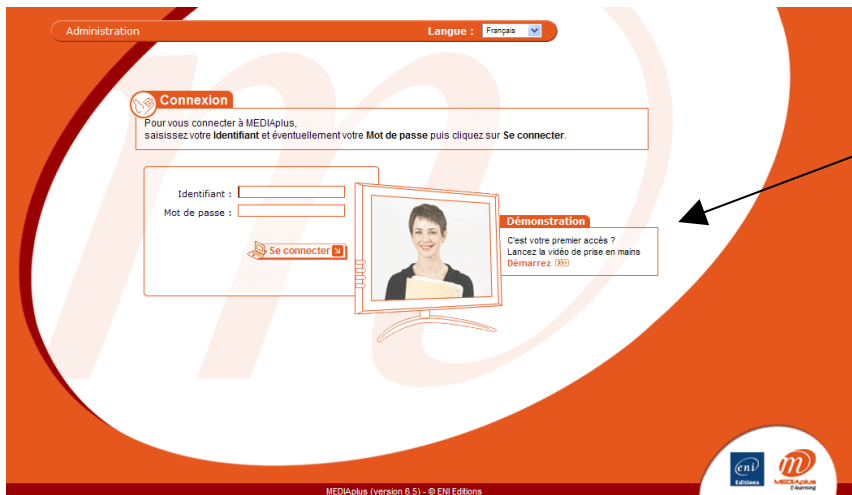 Administration
Langue : Français
Connexion
Pour vous connecter à MEDIAplus,
saisissez votre Identifiant et éventuellement votre Mot de passe puis cliquez sur Se connecter.
Identifiant :
Mot de passe :
Se connecter
Démonstration
C'est votre premier accès ?
Lancez la vidéo de prise en mains
Démarrez
eni
Editions
m
MEDIAplus
E-learning
MEDIAplus (version 6.5) - © ENI Editions